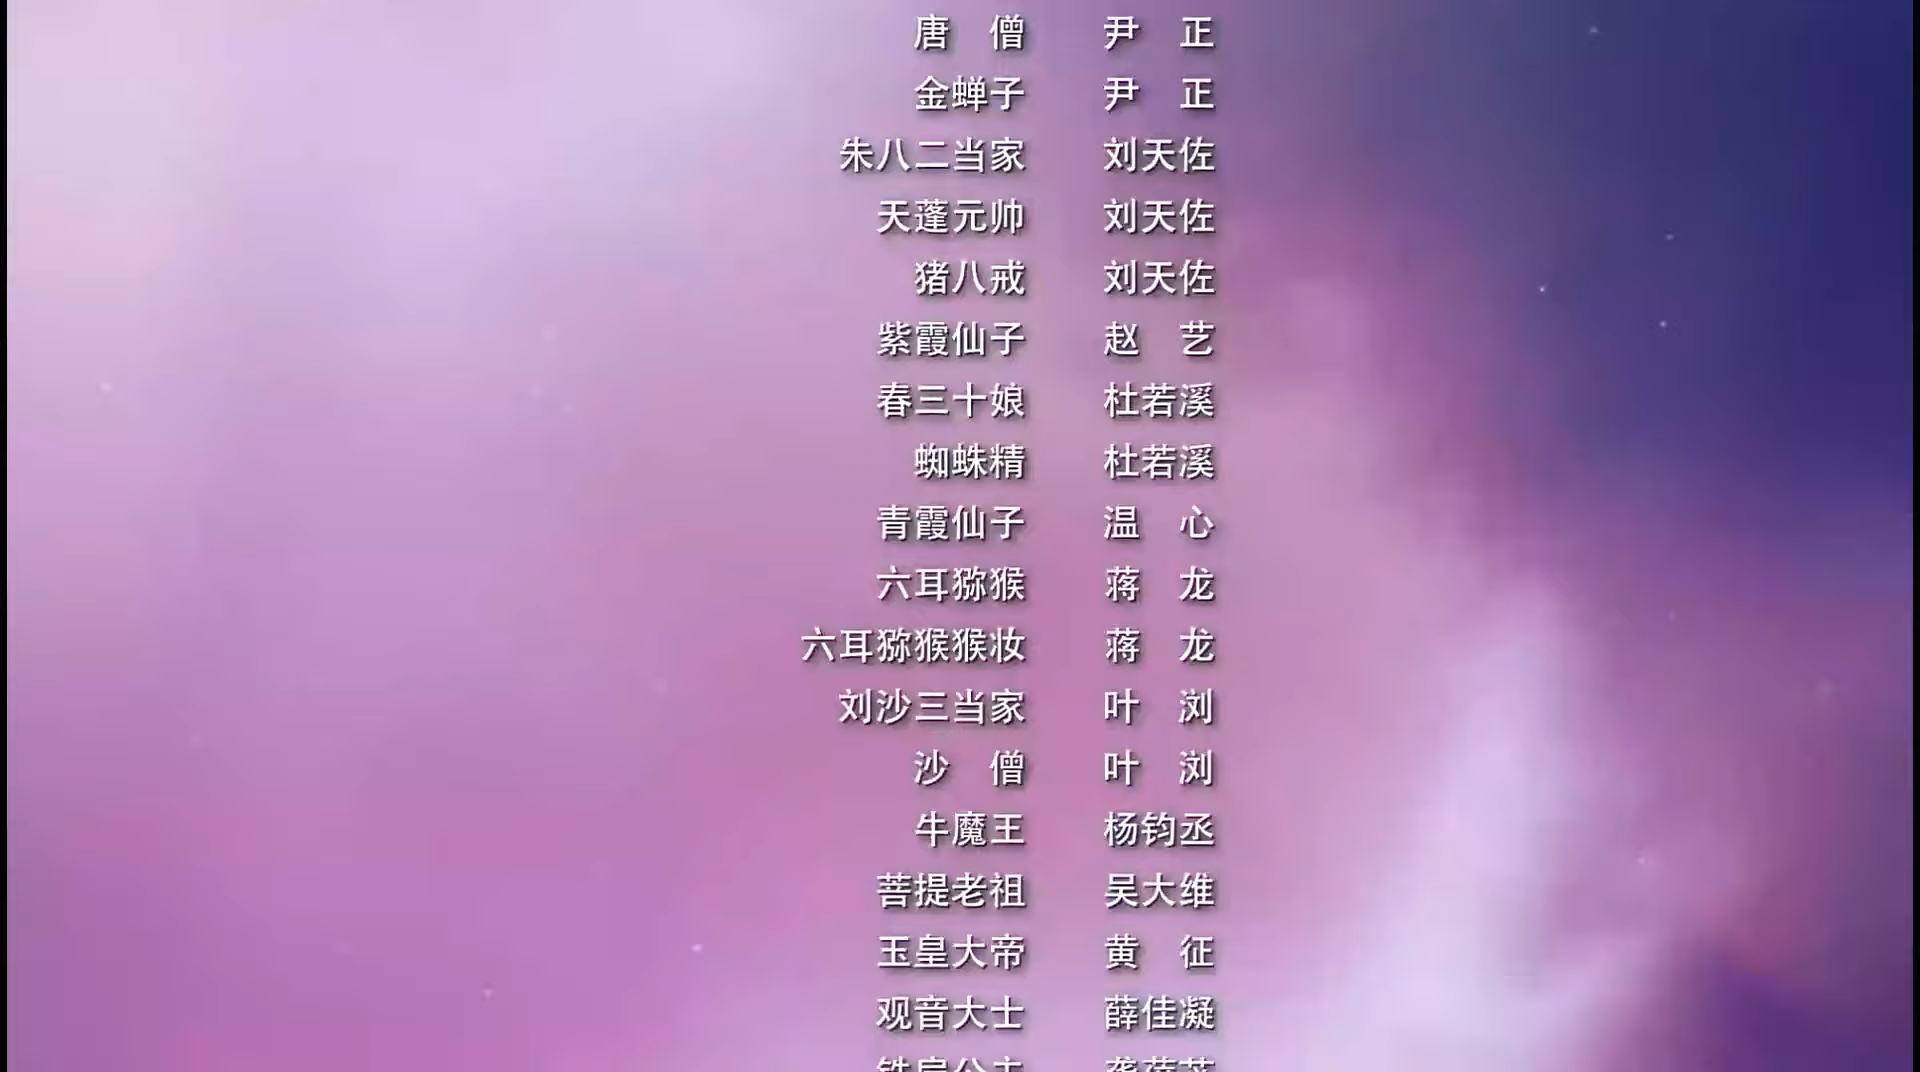 唐　僧　　尹　正
金蝉子　　尹　正
朱八二当家　　刘天佐
天蓬元帅　　刘天佐
猪八戒　　刘天佐
紫霞仙子　　赵　艺
春三十娘　　杜若溪
蜘蛛精　　杜若溪
青霞仙子　　温　心
六耳猕猴　　蒋　龙
六耳猕猴猴妆　　蒋　龙
刘沙三当家　　叶　浏
沙　僧　　叶　浏
牛魔王　　杨钧丞
菩提老祖　　吴大维
玉皇大帝　　黄　征
观音大士　　薛佳凝